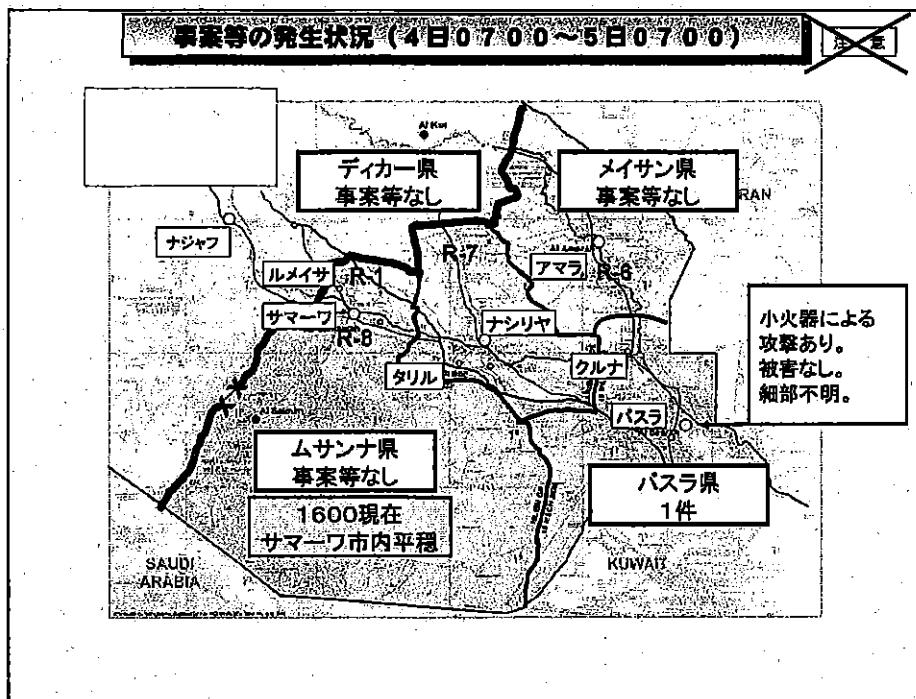 事案等の発生状況（4日0700～5日0700）
注意
Al Kut
ディカー県
事案等なし
メイサン県
事案等なし
RAN
ナジャフ
ルメイサ
R-1
R-7
アマラ
R-6
サマーワ
R-8
ナシリヤ
クルナ
タリル
バスラ
小火器による
攻撃あり。
被害なし。
細部不明。
ムサンナ県
事案等なし
バスラ県
1件
1600現在
サマーワ市内平穏
SAUDI
ARABIA
KUWAIT